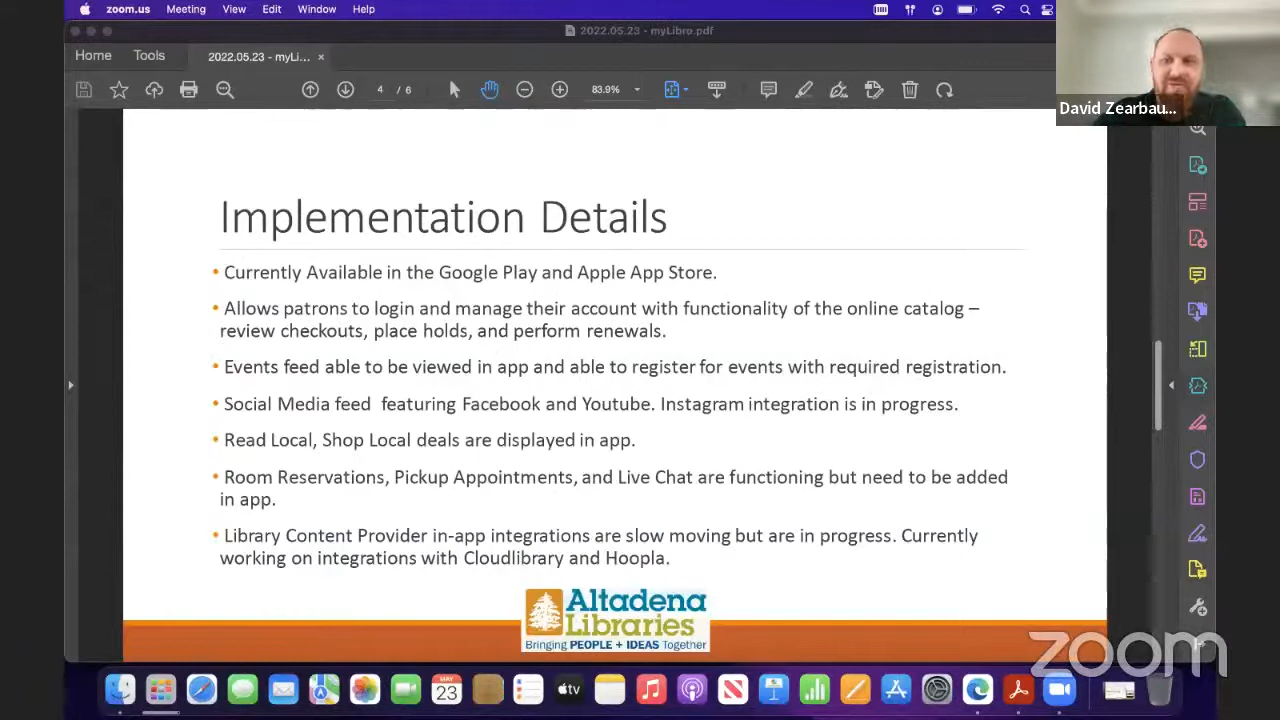 zoom.us Meeting View Edit Window Help
2022.05.23 - myLibro.pdf
Home Tools 2022.05.23 - myLi... ×
4 / 6 83.9%
David Zearbau...
Implementation Details
• Currently Available in the Google Play and Apple App Store.
• Allows patrons to login and manage their account with functionality of the online catalog –
review checkouts, place holds, and perform renewals.
• Events feed able to be viewed in app and able to register for events with required registration.
• Social Media feed featuring Facebook and Youtube. Instagram integration is in progress.
• Read Local, Shop Local deals are displayed in app.
• Room Reservations, Pickup Appointments, and Live Chat are functioning but need to be added
in app.
• Library Content Provider in-app integrations are slow moving but are in progress. Currently
working on integrations with Cloudlibrary and Hoopla.
Altadena
Libraries
Bringing PEOPLE + IDEAS Together
zoom
MAY
23
tv